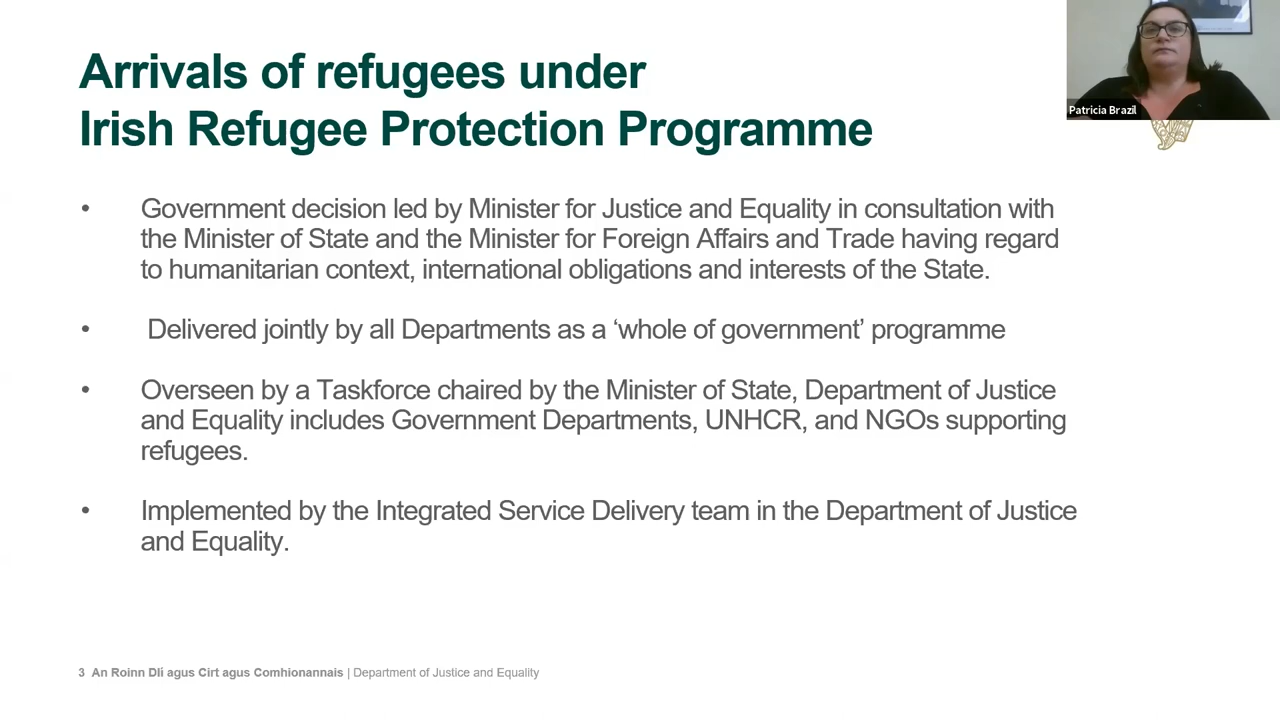 Arrivals of refugees under
Irish Refugee Protection Programme
Patricia Brazil
• Government decision led by Minister for Justice and Equality in consultation with
the Minister of State and the Minister for Foreign Affairs and Trade having regard
to humanitarian context, international obligations and interests of the State.
• Delivered jointly by all Departments as a ‘whole of government’ programme
• Overseen by a Taskforce chaired by the Minister of State, Department of Justice
and Equality includes Government Departments, UNHCR, and NGOs supporting
refugees.
• Implemented by the Integrated Service Delivery team in the Department of Justice
and Equality.
3 An Roinn Dlí agus Cirt agus Comhionannais | Department of Justice and Equality